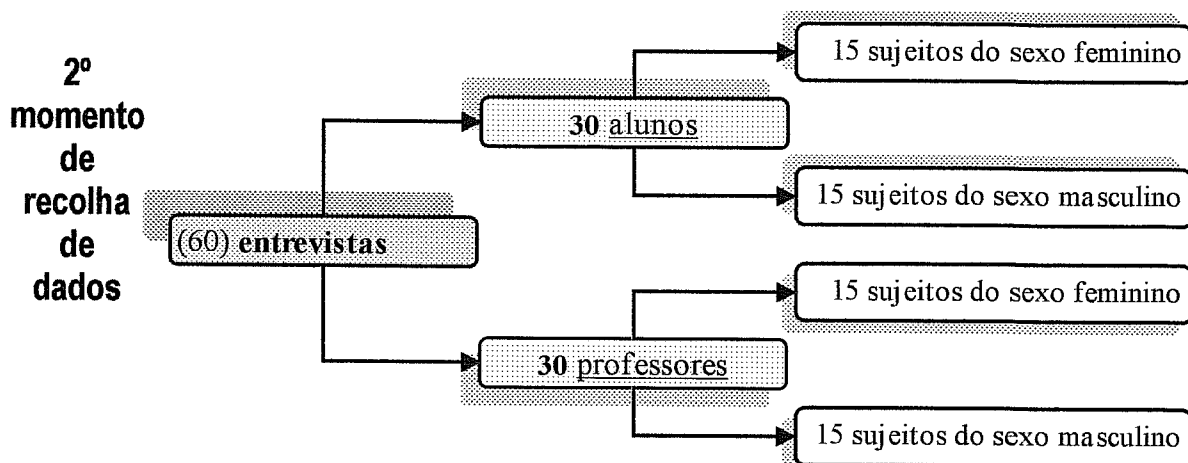 2º
momento
de
recolha
de
dados
(60) entrevistas
30 alunos
15 sujeitos do sexo feminino
15 sujeitos do sexo masculino
30 professores
15 sujeitos do sexo feminino
15 sujeitos do sexo masculino